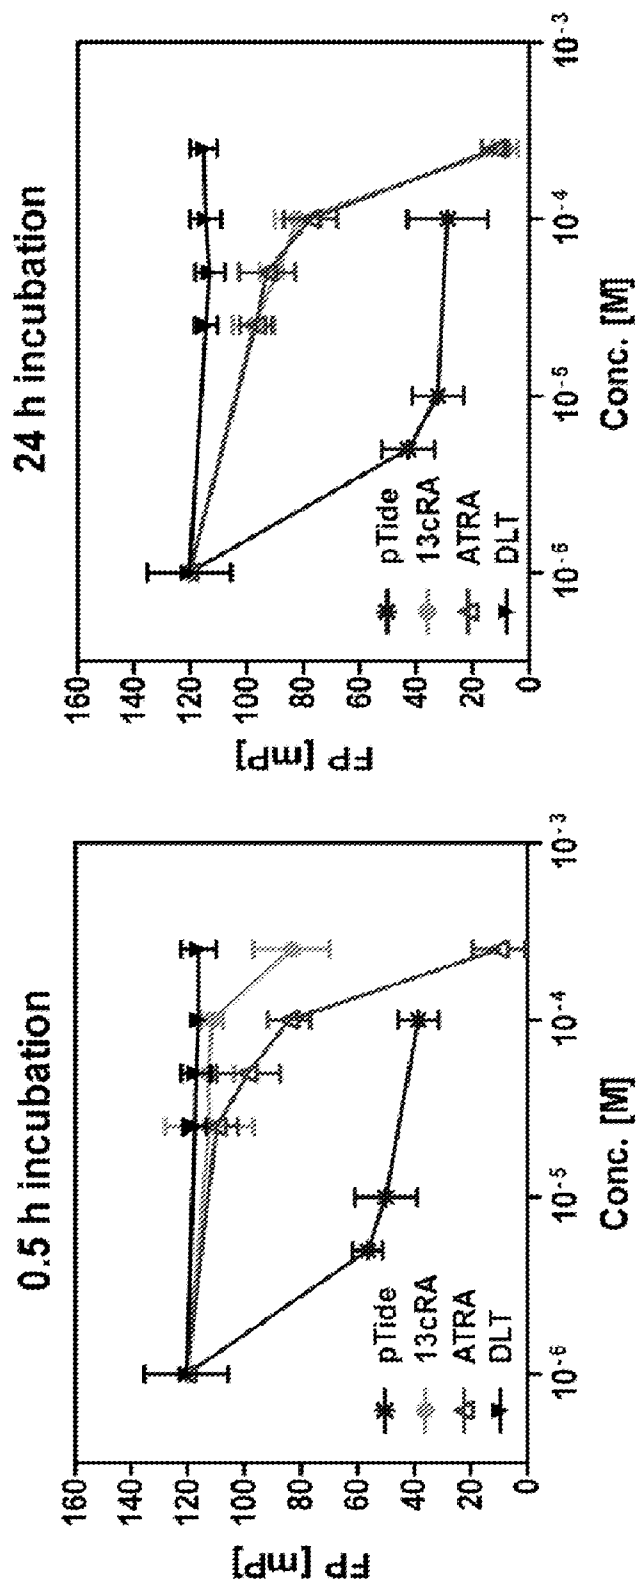 0.5 h incubation
FP [mP]
160
140
120
100
80
60
40
20
0
pTide
13cRA
ATRA
DLT
10-6
10-5
10-4
10-3
Conc. [M]
24 h incubation
FP [mP]
160
140
120
100
80
60
40
20
0
pTide
13cRA
ATRA
DLT
10-6
10-5
10-4
10-3
Conc. [M]